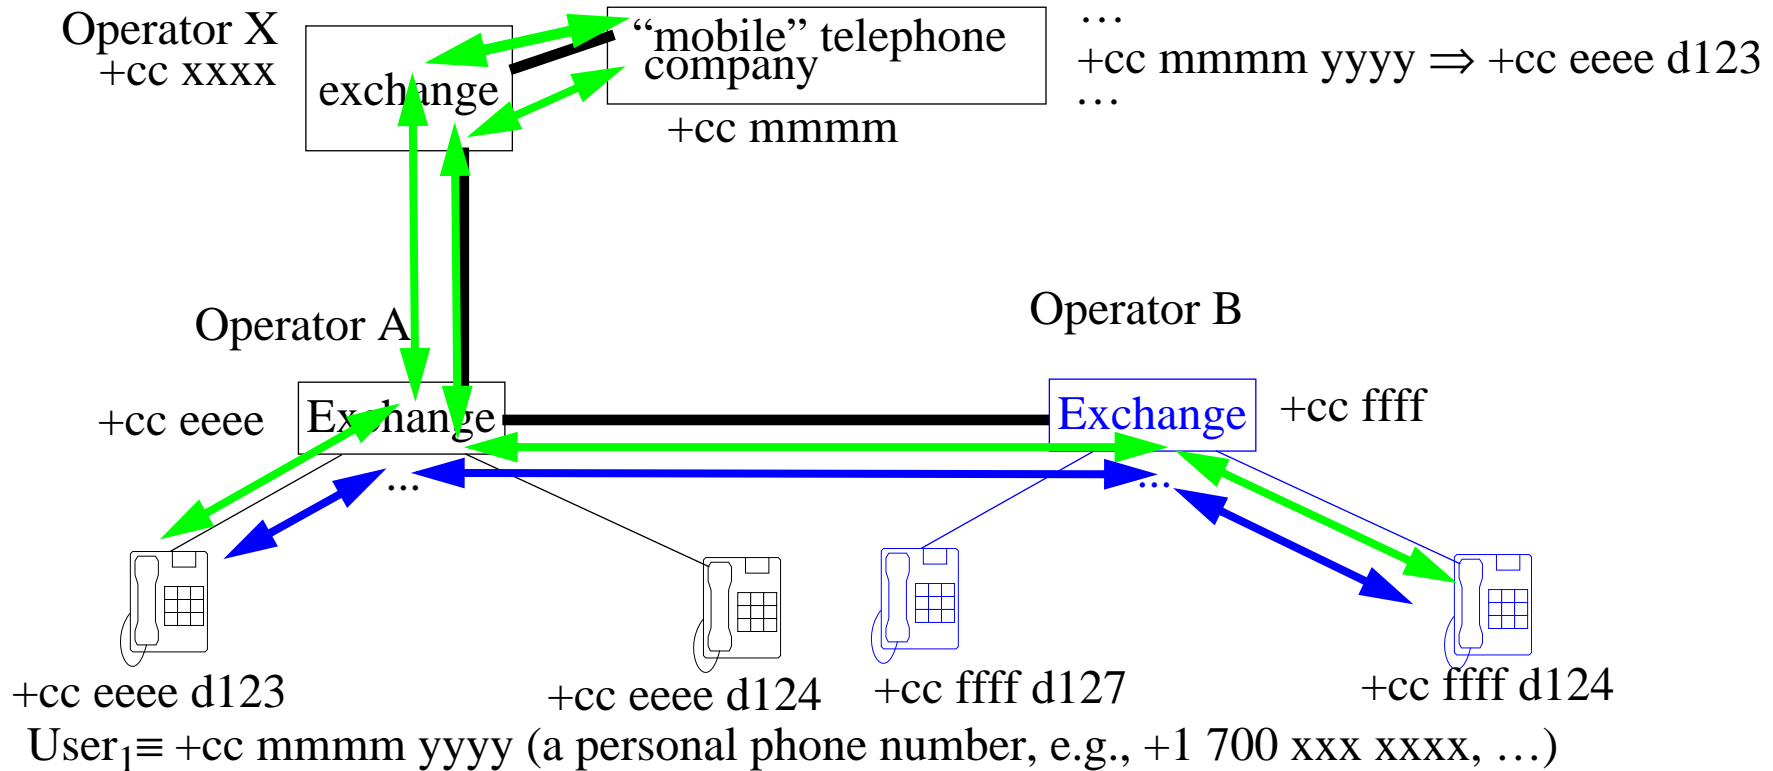 Operator X
+cc xxxx
exchange
“mobile” telephone
company
+cc mmmm
…
+cc mmmm yyyy ⇒ +cc eeee d123
…
Operator A
Operator B
+cc eeee
Exchange
Exchange
+cc ffff
...
...
+cc eeee d123
+cc eeee d124
+cc ffff d127
+cc ffff d124
User1≡ +cc mmmm yyyy (a personal phone number, e.g., +1 700 xxx xxxx, …)